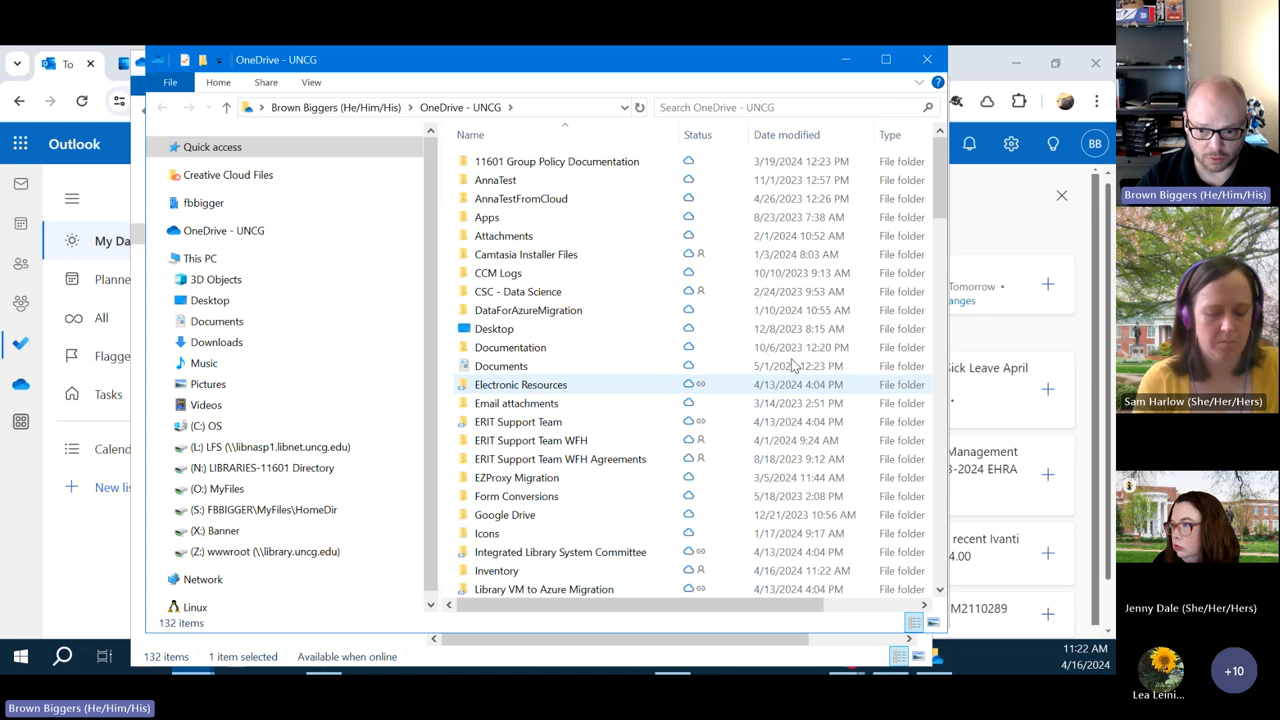 To
OneDrive - UNCG
File
Home
Share
View
Brown Biggers (He/Him/His) > OneDrive - UNCG >
Search OneDrive - UNCG
Outlook
BB
Name
Status
Date modified
Type
Quick access
Creative Cloud Files
fbbigger
OneDrive - UNCG
This PC
3D Objects
Desktop
Documents
Downloads
Music
Pictures
Videos
(C:) OS
(L:) LFS (\\libnasp1.libnet.uncg.edu)
(N:) LIBRARIES-11601 Directory
(O:) MyFiles
(S:) FBBIGGER\MyFiles\HomeDir
(X:) Banner
(Z:) wwwroot (\\library.uncg.edu)
Network
Linux
11601 Group Policy Documentation 3/19/2024 12:23 PM File folder
AnnaTest 11/1/2023 12:57 PM File folder
AnnaTestFromCloud 4/26/2023 12:26 PM File folder
Apps 8/23/2023 7:38 AM File folder
Attachments 2/1/2024 10:52 AM File folder
Camtasia Installer Files 1/3/2024 8:03 AM File folder
CCM Logs 10/10/2023 9:13 AM File folder
CSC - Data Science 2/24/2023 9:53 AM File folder
DataForAzureMigration 1/10/2024 10:55 AM File folder
Desktop 12/8/2023 8:15 AM File folder
Documentation 10/6/2023 12:20 PM File folder
Documents 12:23 PM File folder
Electronic Resources 4/13/2024 4:04 PM File folder
Email attachments 3/14/2023 2:51 PM File folder
ERIT Support Team 4/13/2024 4:04 PM File folder
ERIT Support Team WFH 4/1/2024 9:24 AM File folder
ERIT Support Team WFH Agreements 8/18/2023 9:12 AM File folder
EZProxy Migration 3/5/2024 11:44 AM File folder
Form Conversions 5/18/2023 2:08 PM File folder
Google Drive 12/21/2023 10:56 AM File folder
Icons 1/17/2024 9:17 AM File folder
Integrated Library System Committee 4/13/2024 4:04 PM File folder
Inventory 4/16/2024 11:22 AM File folder
Library VM to Azure Migration 4/13/2024 4:04 PM File folder
132 items
132 items 1 item selected Available when online
My Da
Planne
All
Flagge
Tasks
Calend
New lis
Tomorrow •
anges
ick Leave April
Management
3-2024 EHRA
recent Ivanti
4.00
M2110289
11:22 AM
4/16/2024
Brown Biggers (He/Him/His)
Sam Harlow (She/Her/Hers)
Jenny Dale (She/Her/Hers)
Lea Leini...
+10
Brown Biggers (He/Him/His)